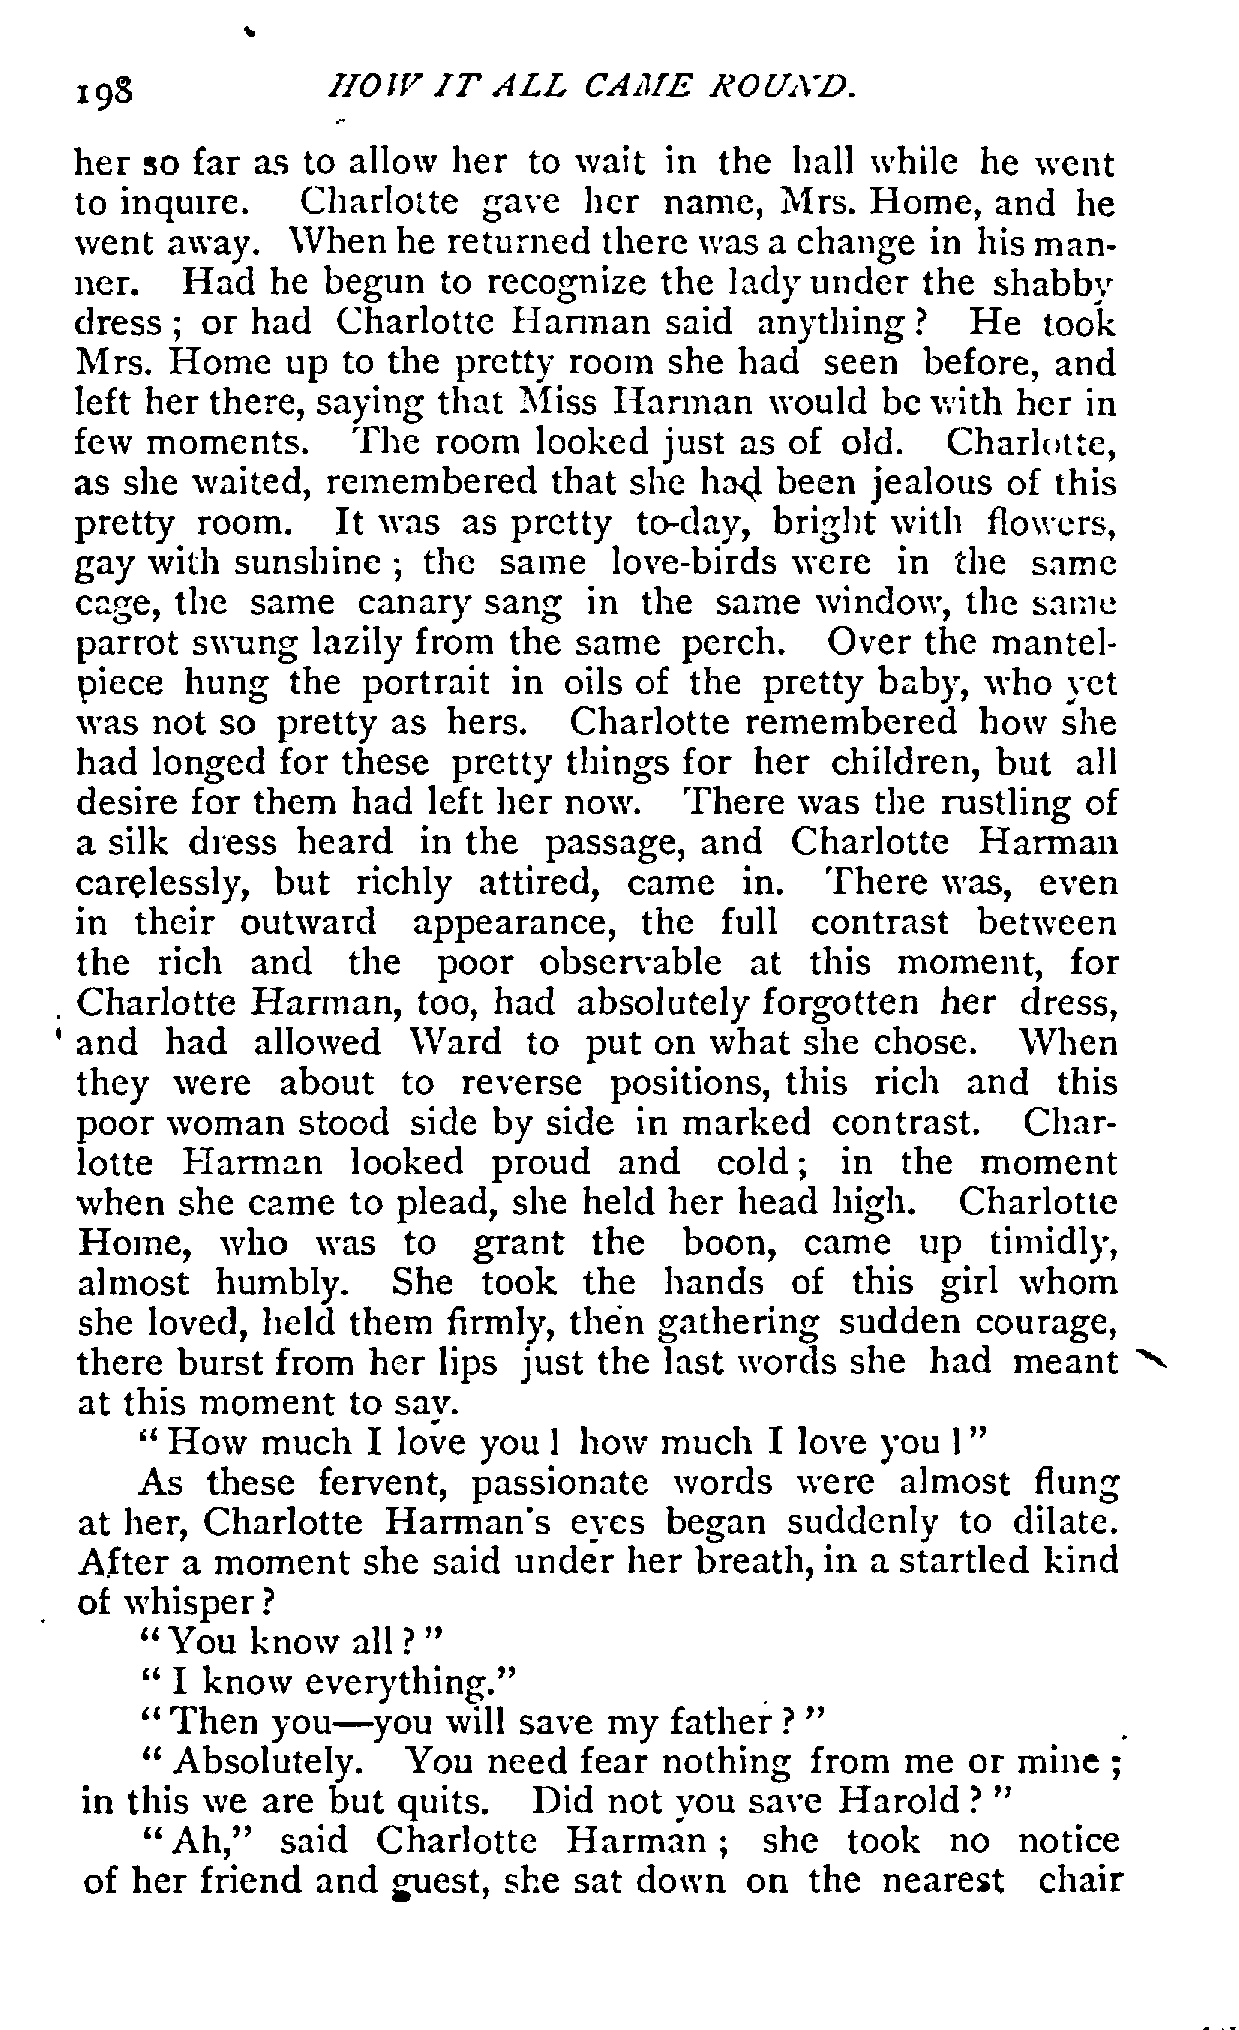 198 HOW IT ALL CAME ROUND.
her so far as to allow her to wait in the hall while he went
to inquire. Charlotte gave her name, Mrs. Home, and he
went away. When he returned there was a change in his man-
ner. Had he begun to recognize the lady under the shabby
dress ; or had Charlotte Harman said anything ? He took
Mrs. Home up to the pretty room she had seen before, and
left her there, saying that Miss Harman would be with her in
few moments. The room looked just as of old. Charlotte,
as she waited, remembered that she had been jealous of this
pretty room. It was as pretty to-day, bright with flowers,
gay with sunshine ; the same love-birds were in the same
cage, the same canary sang in the same window, the same
parrot swung lazily from the same perch. Over the mantel-
piece hung the portrait in oils of the pretty baby, who yet
was not so pretty as hers. Charlotte remembered how she
had longed for these pretty things for her children, but all
desire for them had left her now. There was the rustling of
a silk dress heard in the passage, and Charlotte Harman
carelessly, but richly attired, came in. There was, even
in their outward appearance, the full contrast between
the rich and the poor observable at this moment, for
Charlotte Harman, too, had absolutely forgotten her dress,
and had allowed Ward to put on what she chose. When
they were about to reverse positions, this rich and this
poor woman stood side by side in marked contrast. Char-
lotte Harman looked proud and cold ; in the moment
when she came to plead, she held her head high. Charlotte
Home, who was to grant the boon, came up timidly,
almost humbly. She took the hands of this girl whom
she loved, held them firmly, then gathering sudden courage,
there burst from her lips just the last words she had meant
at this moment to say.
“ How much I love you ! how much I love you ! ”
As these fervent, passionate words were almost flung
at her, Charlotte Harman's eyes began suddenly to dilate.
After a moment she said under her breath, in a startled kind
of whisper ?
“ You know all ? ”
“ I know everything.”
“ Then you—you will save my father ? ”
“ Absolutely. You need fear nothing from me or mine ;
in this we are but quits. Did not you save Harold ? ”
“ Ah,” said Charlotte Harman ; she took no notice
of her friend and guest, she sat down on the nearest chair